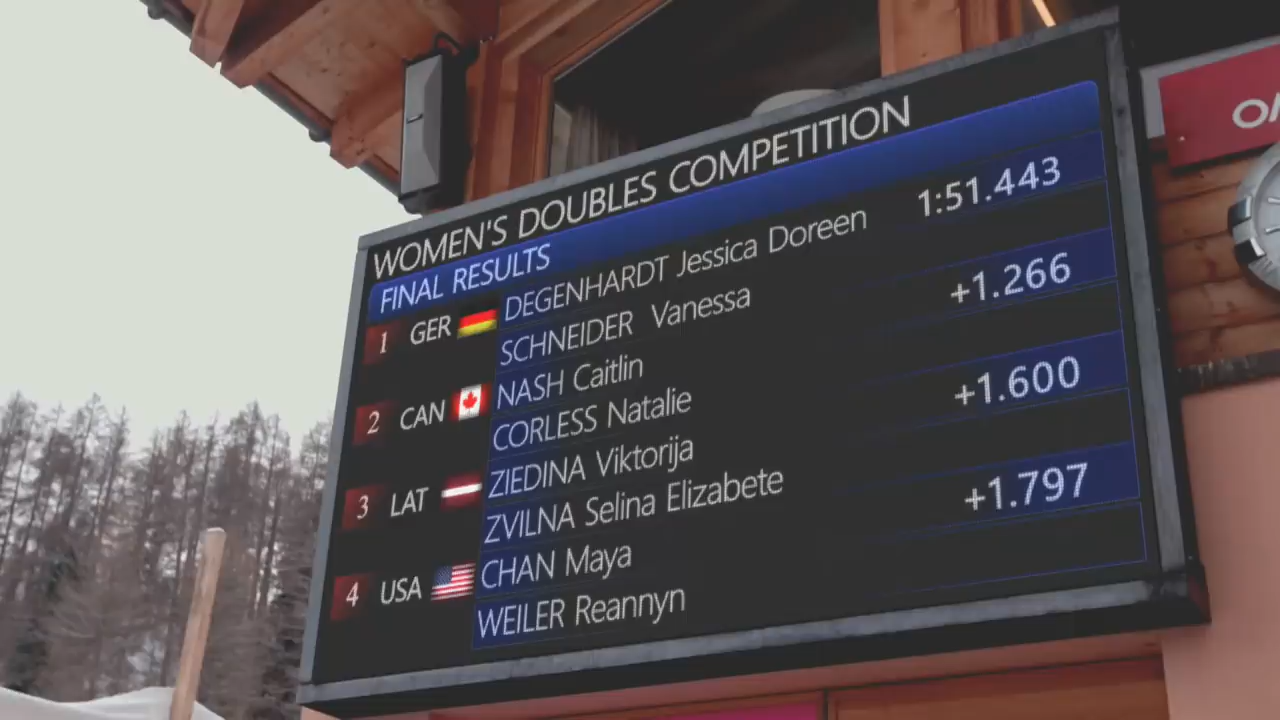 WOMEN'S DOUBLES COMPETITION
FINAL RESULTS
1 GER DEGENHARDT Jessica Doreen 1:51.443
SCHNEIDER Vanessa
2 CAN NASH Caitlin +1.266
CORLESS Natalie
3 LAT ZIEDINA Viktorija +1.600
ZVILNA Selina Elizabete
4 USA CHAN Maya +1.797
WEILER Reannyn